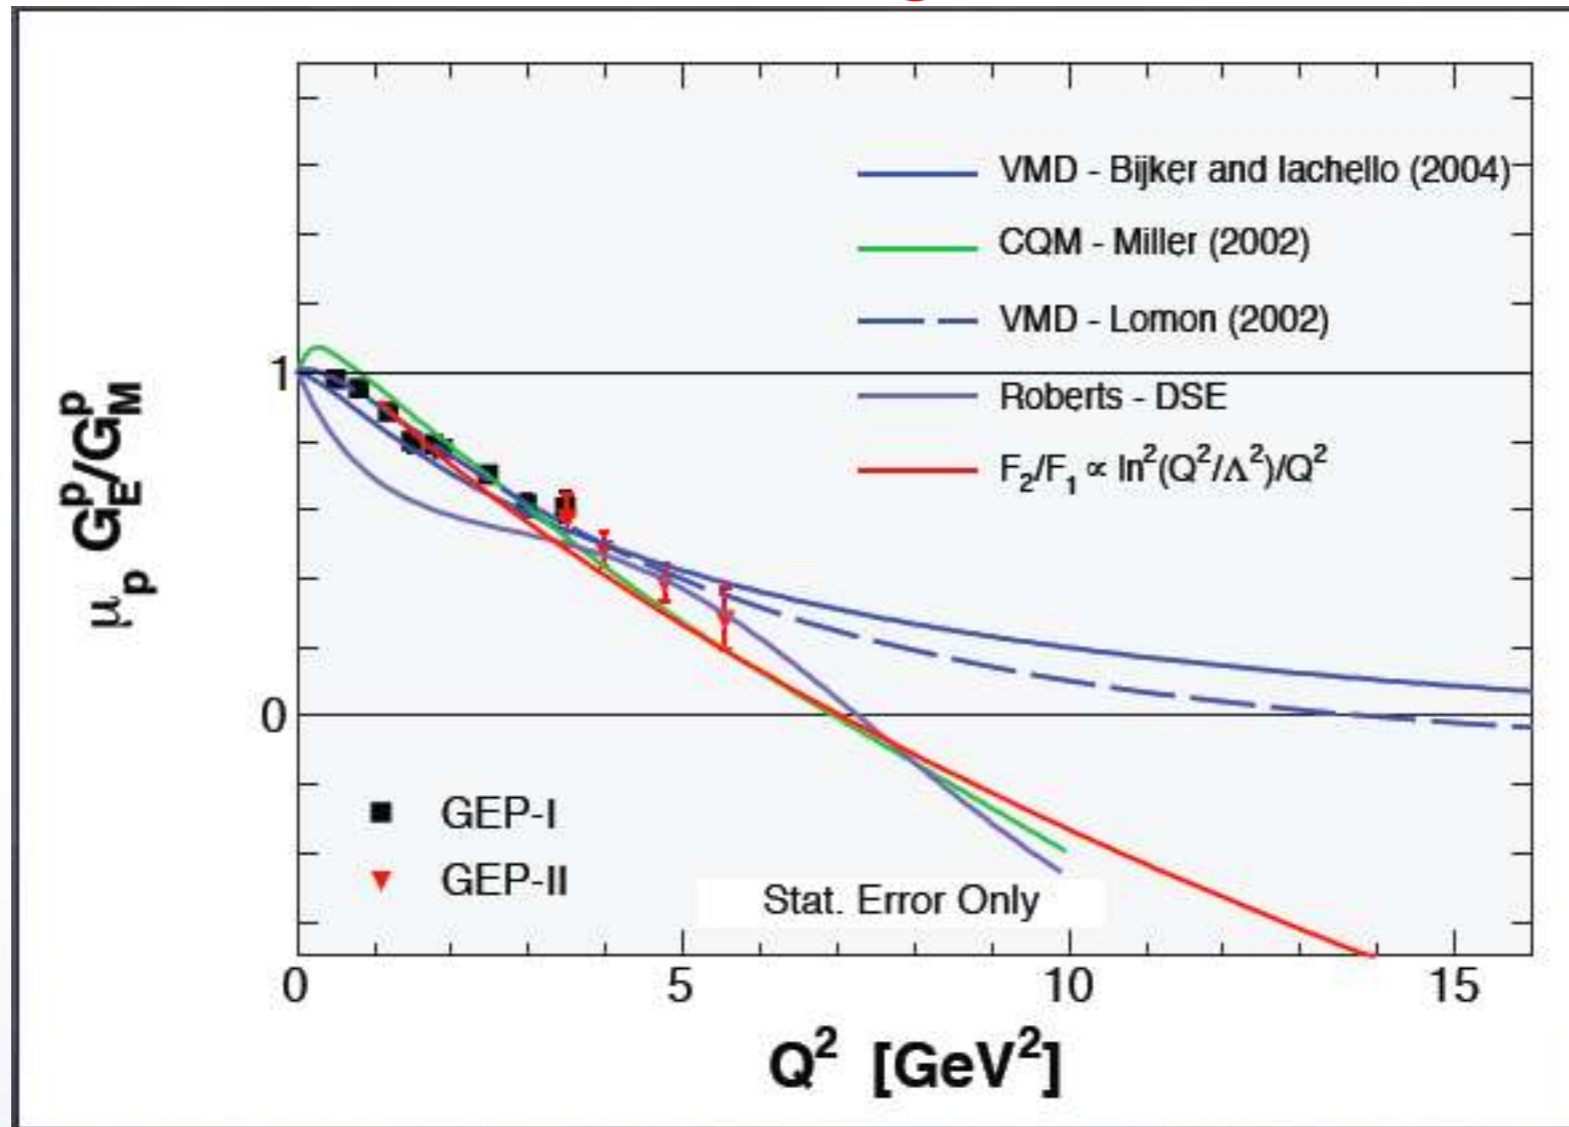 VMD - Bijker and Iachello (2004)
CQM - Miller (2002)
VMD - Lomon (2002)
Roberts - DSE
F₂/F₁ ∝ ln²(Q²/Λ²)/Q²
1
0
μₚ Gᴱᵖ/Gᴹᵖ
GEP-I
GEP-II
Stat. Error Only
0 5 10 15
Q² [GeV²]